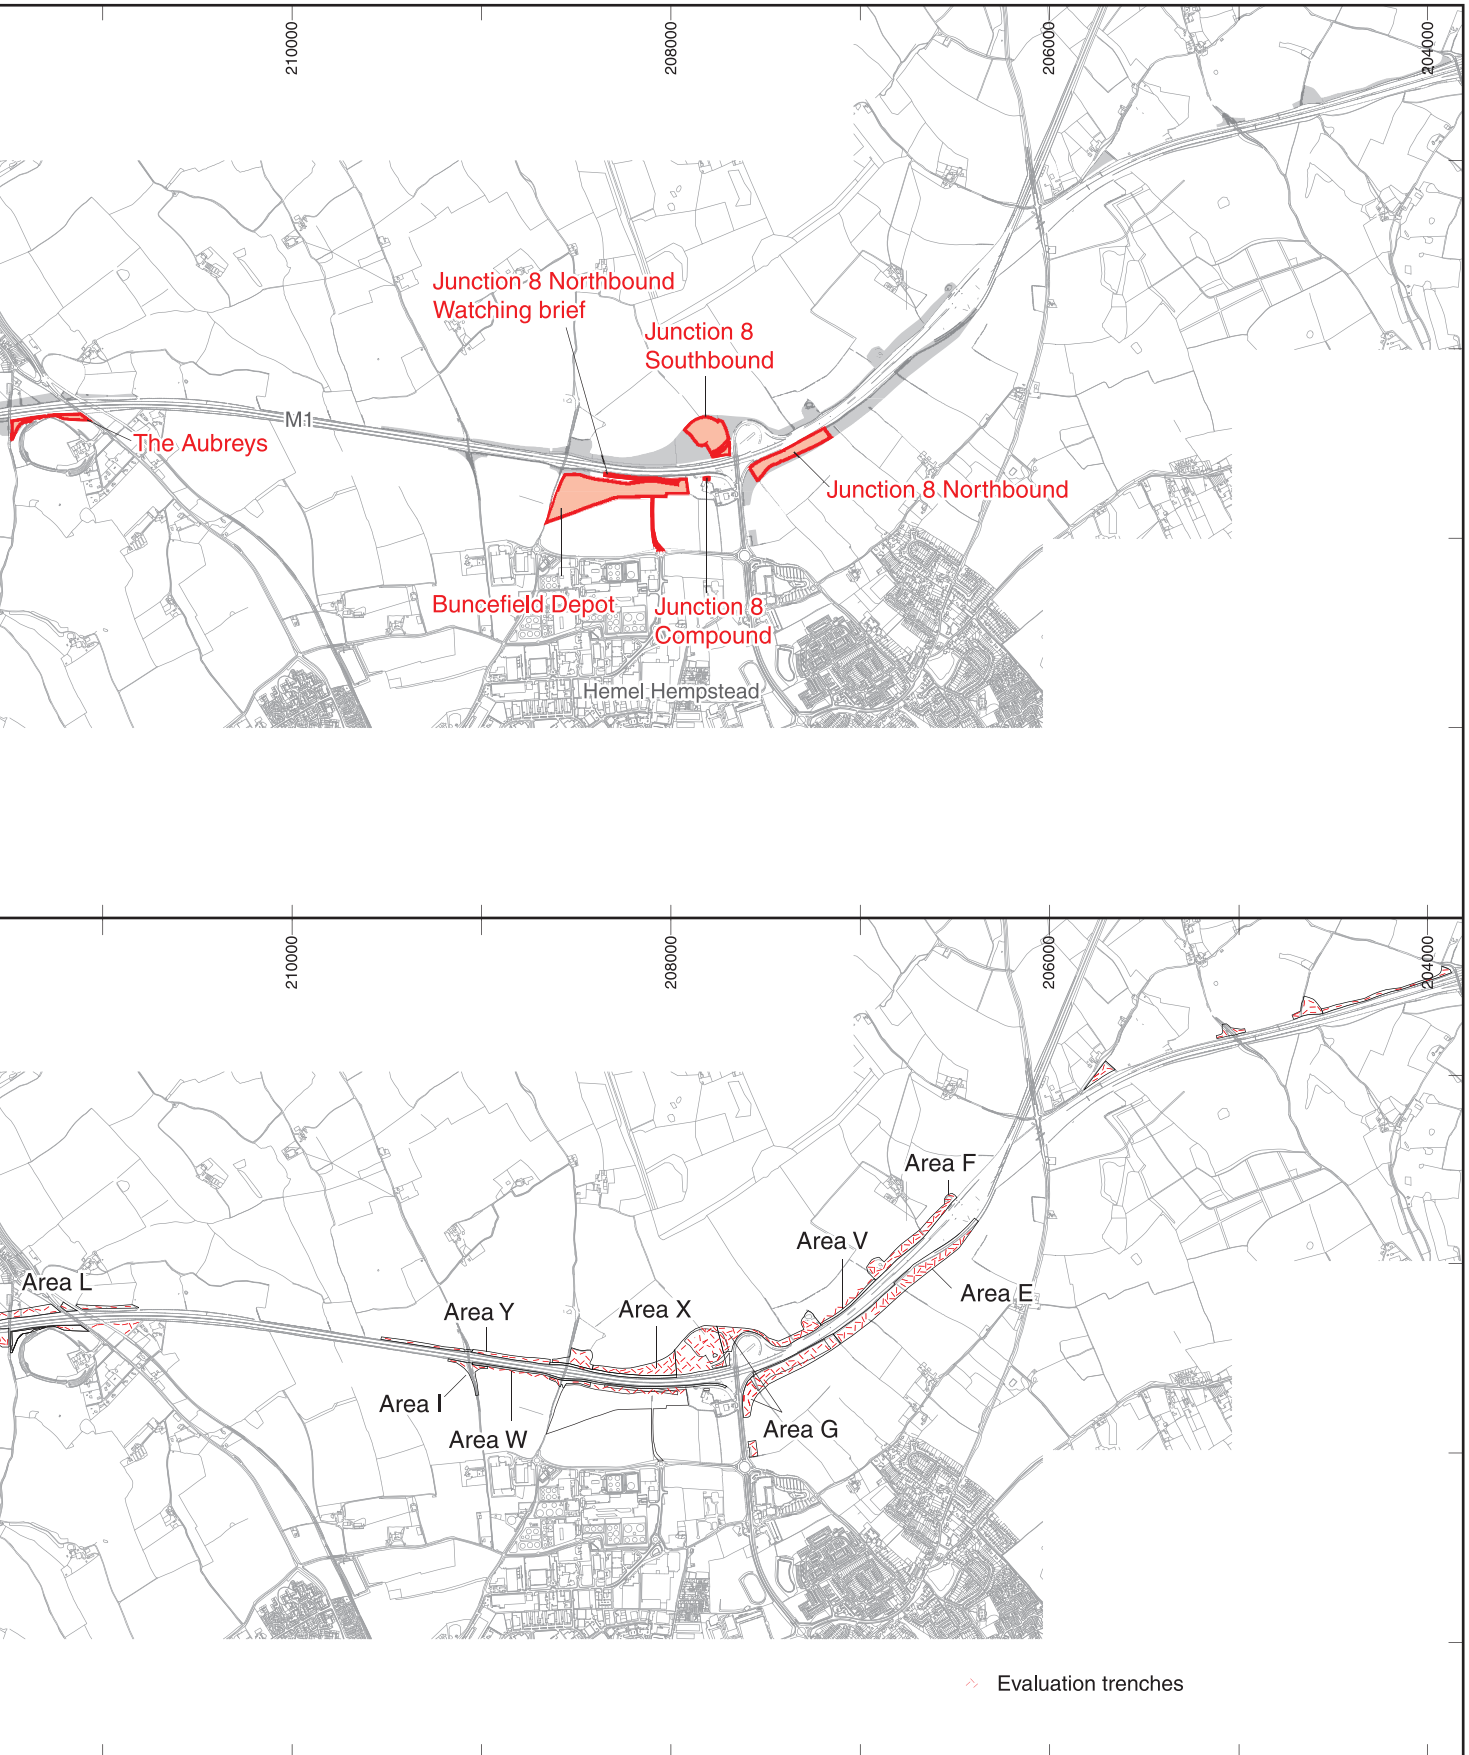 210000
208000
206000
204000
Junction 8 Northbound
Watching brief
Junction 8
Southbound
M1
The Aubreys
Junction 8 Northbound
Buncefield Depot
Junction 8
Compound
Hemel Hempstead
210000
208000
206000
204000
Area F
Area V
Area L
Area E
Area Y
Area X
Area I
Area W
Area G
Evaluation trenches